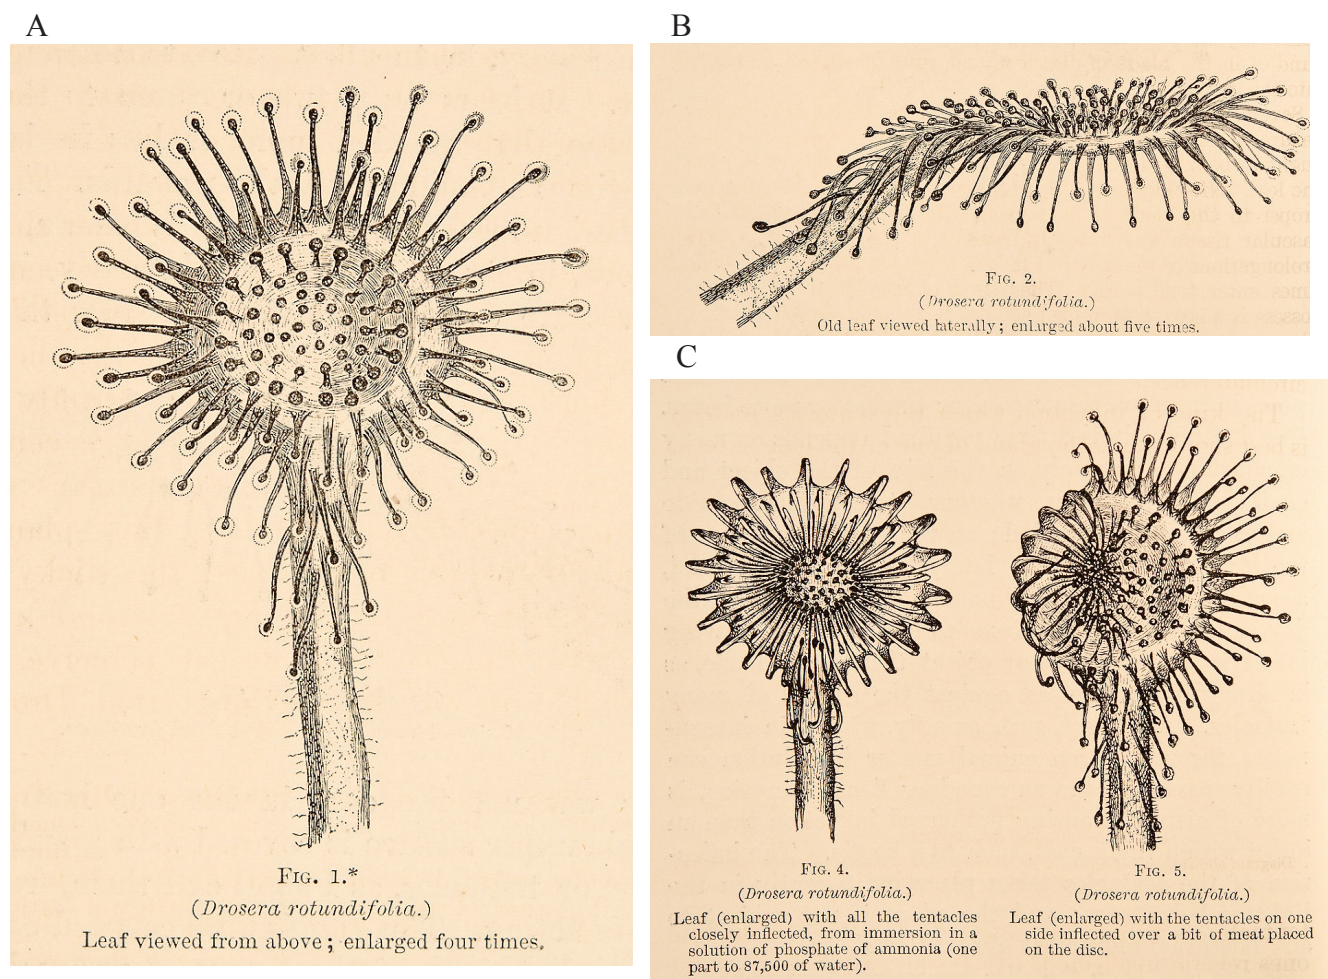 A
FIG. 1.*
(Drosera rotundifolia.)
Leaf viewed from above; enlarged four times.
B
FIG. 2.
(Drosera rotundifolia.)
Old leaf viewed laterally; enlarged about five times.
C
FIG. 4.
(Drosera rotundifolia.)
Leaf (enlarged) with all the tentacles
closely inflected, from immersion in a
solution of phosphate of ammonia (one
part to 87,500 of water).
FIG. 5.
(Drosera rotundifolia.)
Leaf (enlarged) with the tentacles on one
side inflected over a bit of meat placed
on the disc.